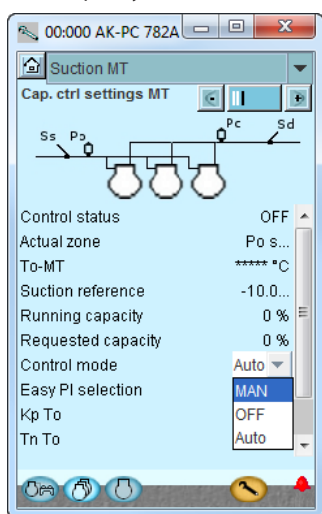 00:000 AK-PC 782A
Suction MT
Cap. ctrl settings MT
Pc Sd
Ss Po
Control status OFF
Actual zone Po s...
To-MT ***** °C
Suction reference -10.0...
Running capacity 0 %
Requested capacity 0 %
Control mode Auto
Easy PI selection MAN
Kp To OFF
Tn To Auto